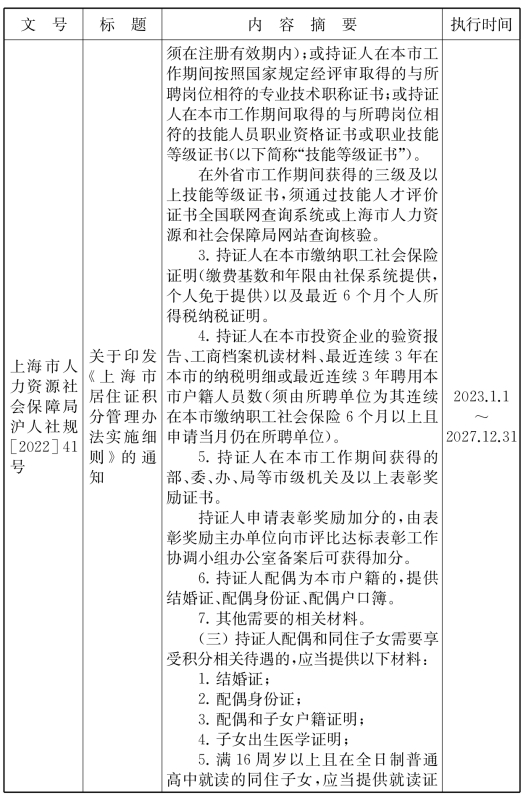 文 号
标 题
内 容 摘 要
执行时间
上海市人
力资源社
会保障局
沪人社规
[2022]41
号
关于印发
《上海市
居住证积
分管理办
法实施细
则》的通
知
须在注册有效期内);或持证人在本市工
作期间按照国家规定经评审取得的与所
聘岗位相符的专业技术职称证书;或持证
人在本市工作期间取得的与所聘岗位相
符的技能人员职业资格证书或职业技能
等级证书(以下简称“技能等级证书”)。
在外省市工作期间获得的三级及以
上技能等级证书,须通过技能人才评价
证书全国联网查询系统或上海市人力资
源和社会保障局网站查询核验。
3. 持证人在本市缴纳职工社会保险
证明(缴费基数和年限由社保系统提供,
个人免于提供)以及最近 6 个月个人所
得税纳税证明。
4. 持证人在本市投资企业的验资报
告、工商档案机读材料、最近连续 3 年在
本市的纳税明细或最近连续 3 年聘用本
市户籍人员数(须由所聘单位为其连续
在本市缴纳职工社会保险 6 个月以上且
申请当月仍在所聘单位)。
5. 持证人在本市工作期间获得的
部、委、办、局等市级机关及以上表彰奖
励证书。
持证人申请表彰奖励加分的,由表
彰奖励主办单位向市评比达标表彰工作
协调小组办公室备案后可获得加分。
6. 持证人配偶为本市户籍的,提供
结婚证、配偶身份证、配偶户口簿。
7. 其他需要的相关材料。
(三) 持证人配偶和同住子女需要享
受积分相关待遇的,应当提供以下材料:
1. 结婚证;
2. 配偶身份证;
3. 配偶和子女户籍证明;
4. 子女出生医学证明;
5. 满 16 周岁以上且在全日制普通
高中就读的同住子女,应当提供就读证
2023.1.1
~
2027.12.31